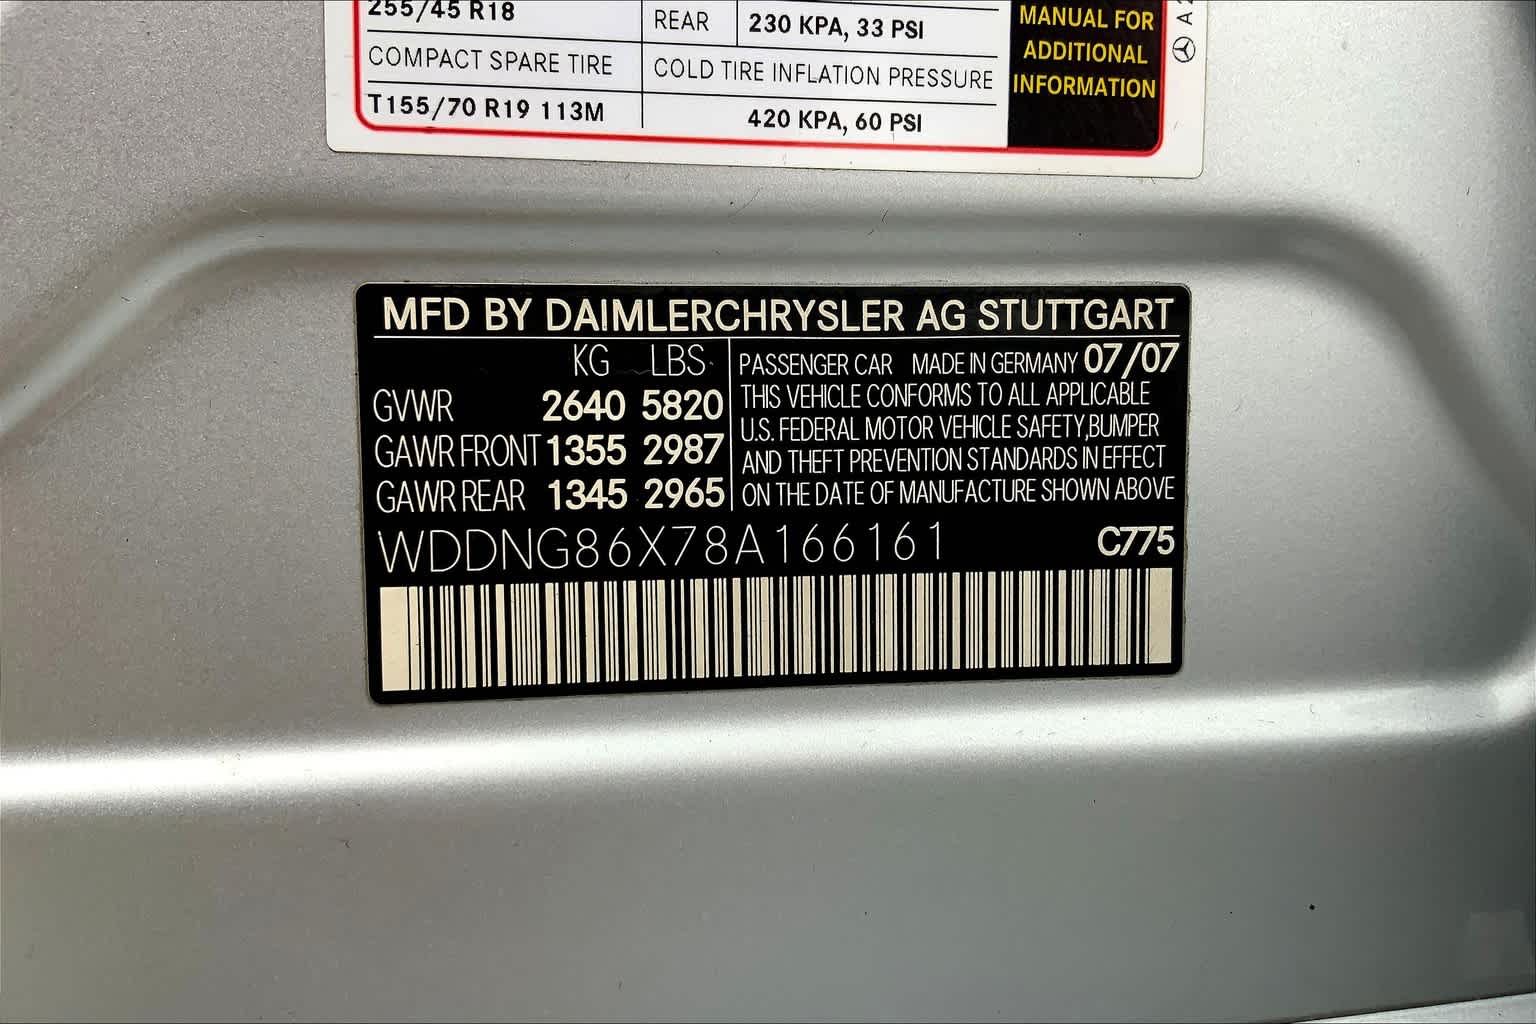 255/45 R18
REAR
230 KPA, 33 PSI
COMPACT SPARE TIRE
COLD TIRE INFLATION PRESSURE
T155/70 R19 113M
420 KPA, 60 PSI
MANUAL FOR
ADDITIONAL
INFORMATION
A 2
MFD BY DAIMLERCHRYSLER AG STUTTGART
KG LBS
GVWR 2640 5820
GAWR FRONT 1355 2987
GAWR REAR 1345 2965
PASSENGER CAR MADE IN GERMANY 07/07
THIS VEHICLE CONFORMS TO ALL APPLICABLE
U.S. FEDERAL MOTOR VEHICLE SAFETY,BUMPER
AND THEFT PREVENTION STANDARDS IN EFFECT
ON THE DATE OF MANUFACTURE SHOWN ABOVE
WDDNG86X78A166161
C775